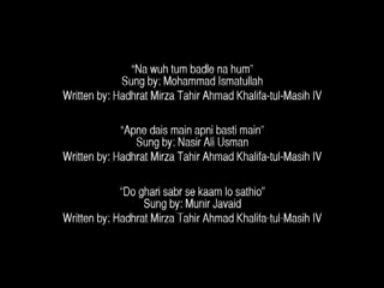 "Na wuh tum badle na hum"
Sung by: Mohammad Ismatullah
Written by: Hadhrat Mirza Tahir Ahmad Khalifa-tul-Masih IV
"Apne dais main apni basti main"
Sung by: Nasir Ali Usman
Written by: Hadhrat Mirza Tahir Ahmad Khalifa-tul-Masih IV
"Do ghari sabr se kaam lo sathio"
Sung by: Munir Javaid
Written by: Hadhrat Mirza Tahir Ahmad Khalifa-tul-Masih IV